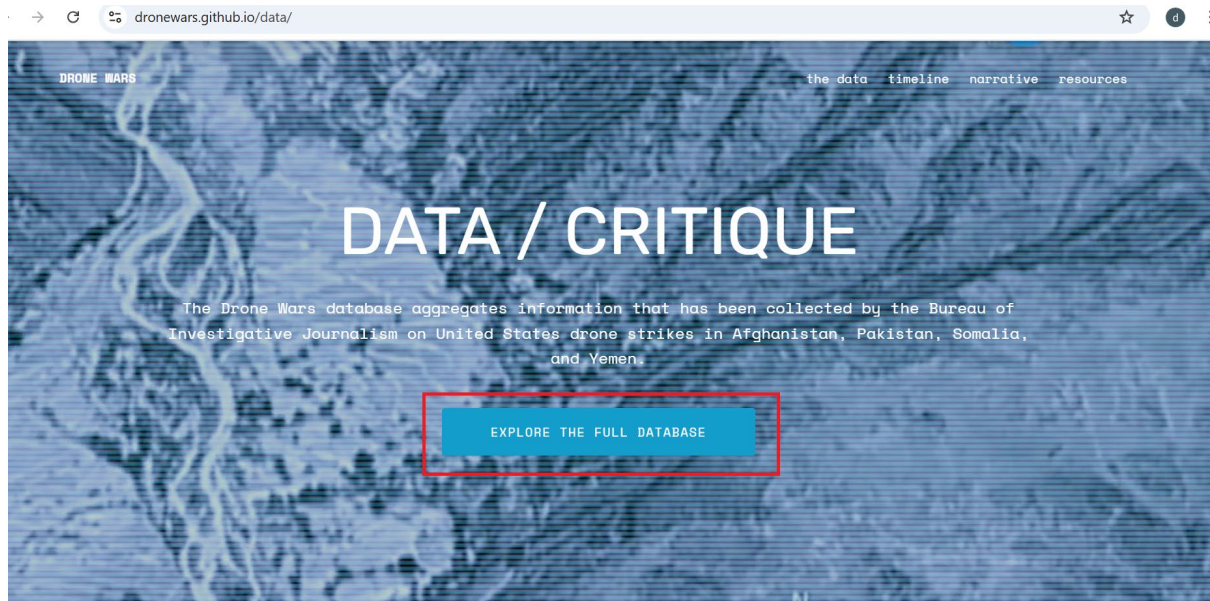 dronewars.github.io/data/
d
DRONE WARS
the data timeline narrative resources
DATA / CRITIQUE
The Drone Wars database aggregates information that has been collected by the Bureau of
Investigative Journalism on United States drone strikes in Afghanistan, Pakistan, Somalia,
and Yemen.
EXPLORE THE FULL DATABASE